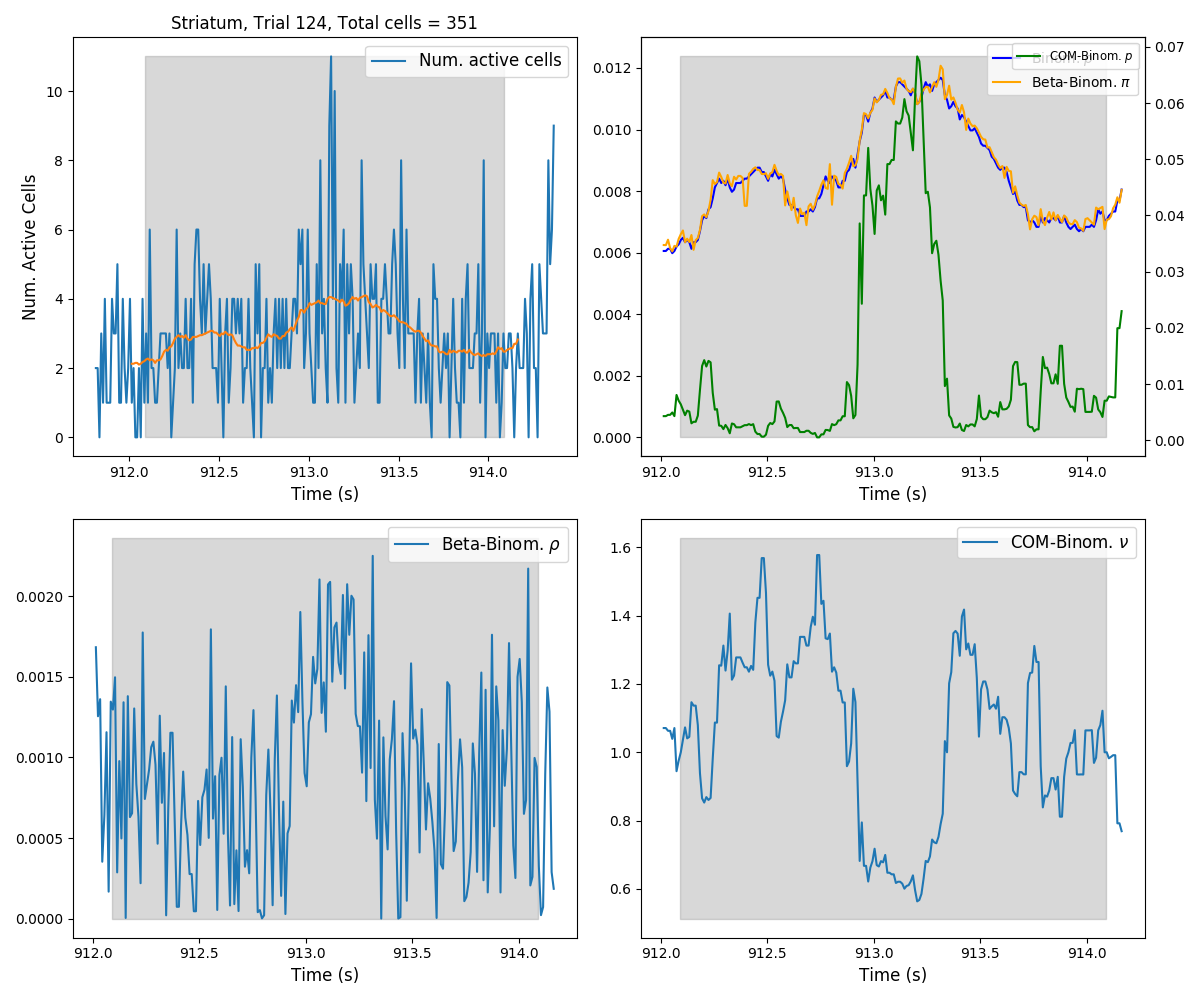 Striatum, Trial 124, Total cells = 351
Num. active cells
Num. Active Cells
10
8
6
4
2
0
912.0 912.5 913.0 913.5 914.0
Time (s)
COM-Binom. p
Binom. p
Beta-Binom. π
0.012
0.010
0.008
0.006
0.004
0.002
0.000
0.07
0.06
0.05
0.04
0.03
0.02
0.01
0.00
912.0 912.5 913.0 913.5 914.0
Time (s)
Beta-Binom. ρ
0.0020
0.0015
0.0010
0.0005
0.0000
912.0 912.5 913.0 913.5 914.0
Time (s)
COM-Binom. ν
1.6
1.4
1.2
1.0
0.8
0.6
912.0 912.5 913.0 913.5 914.0
Time (s)